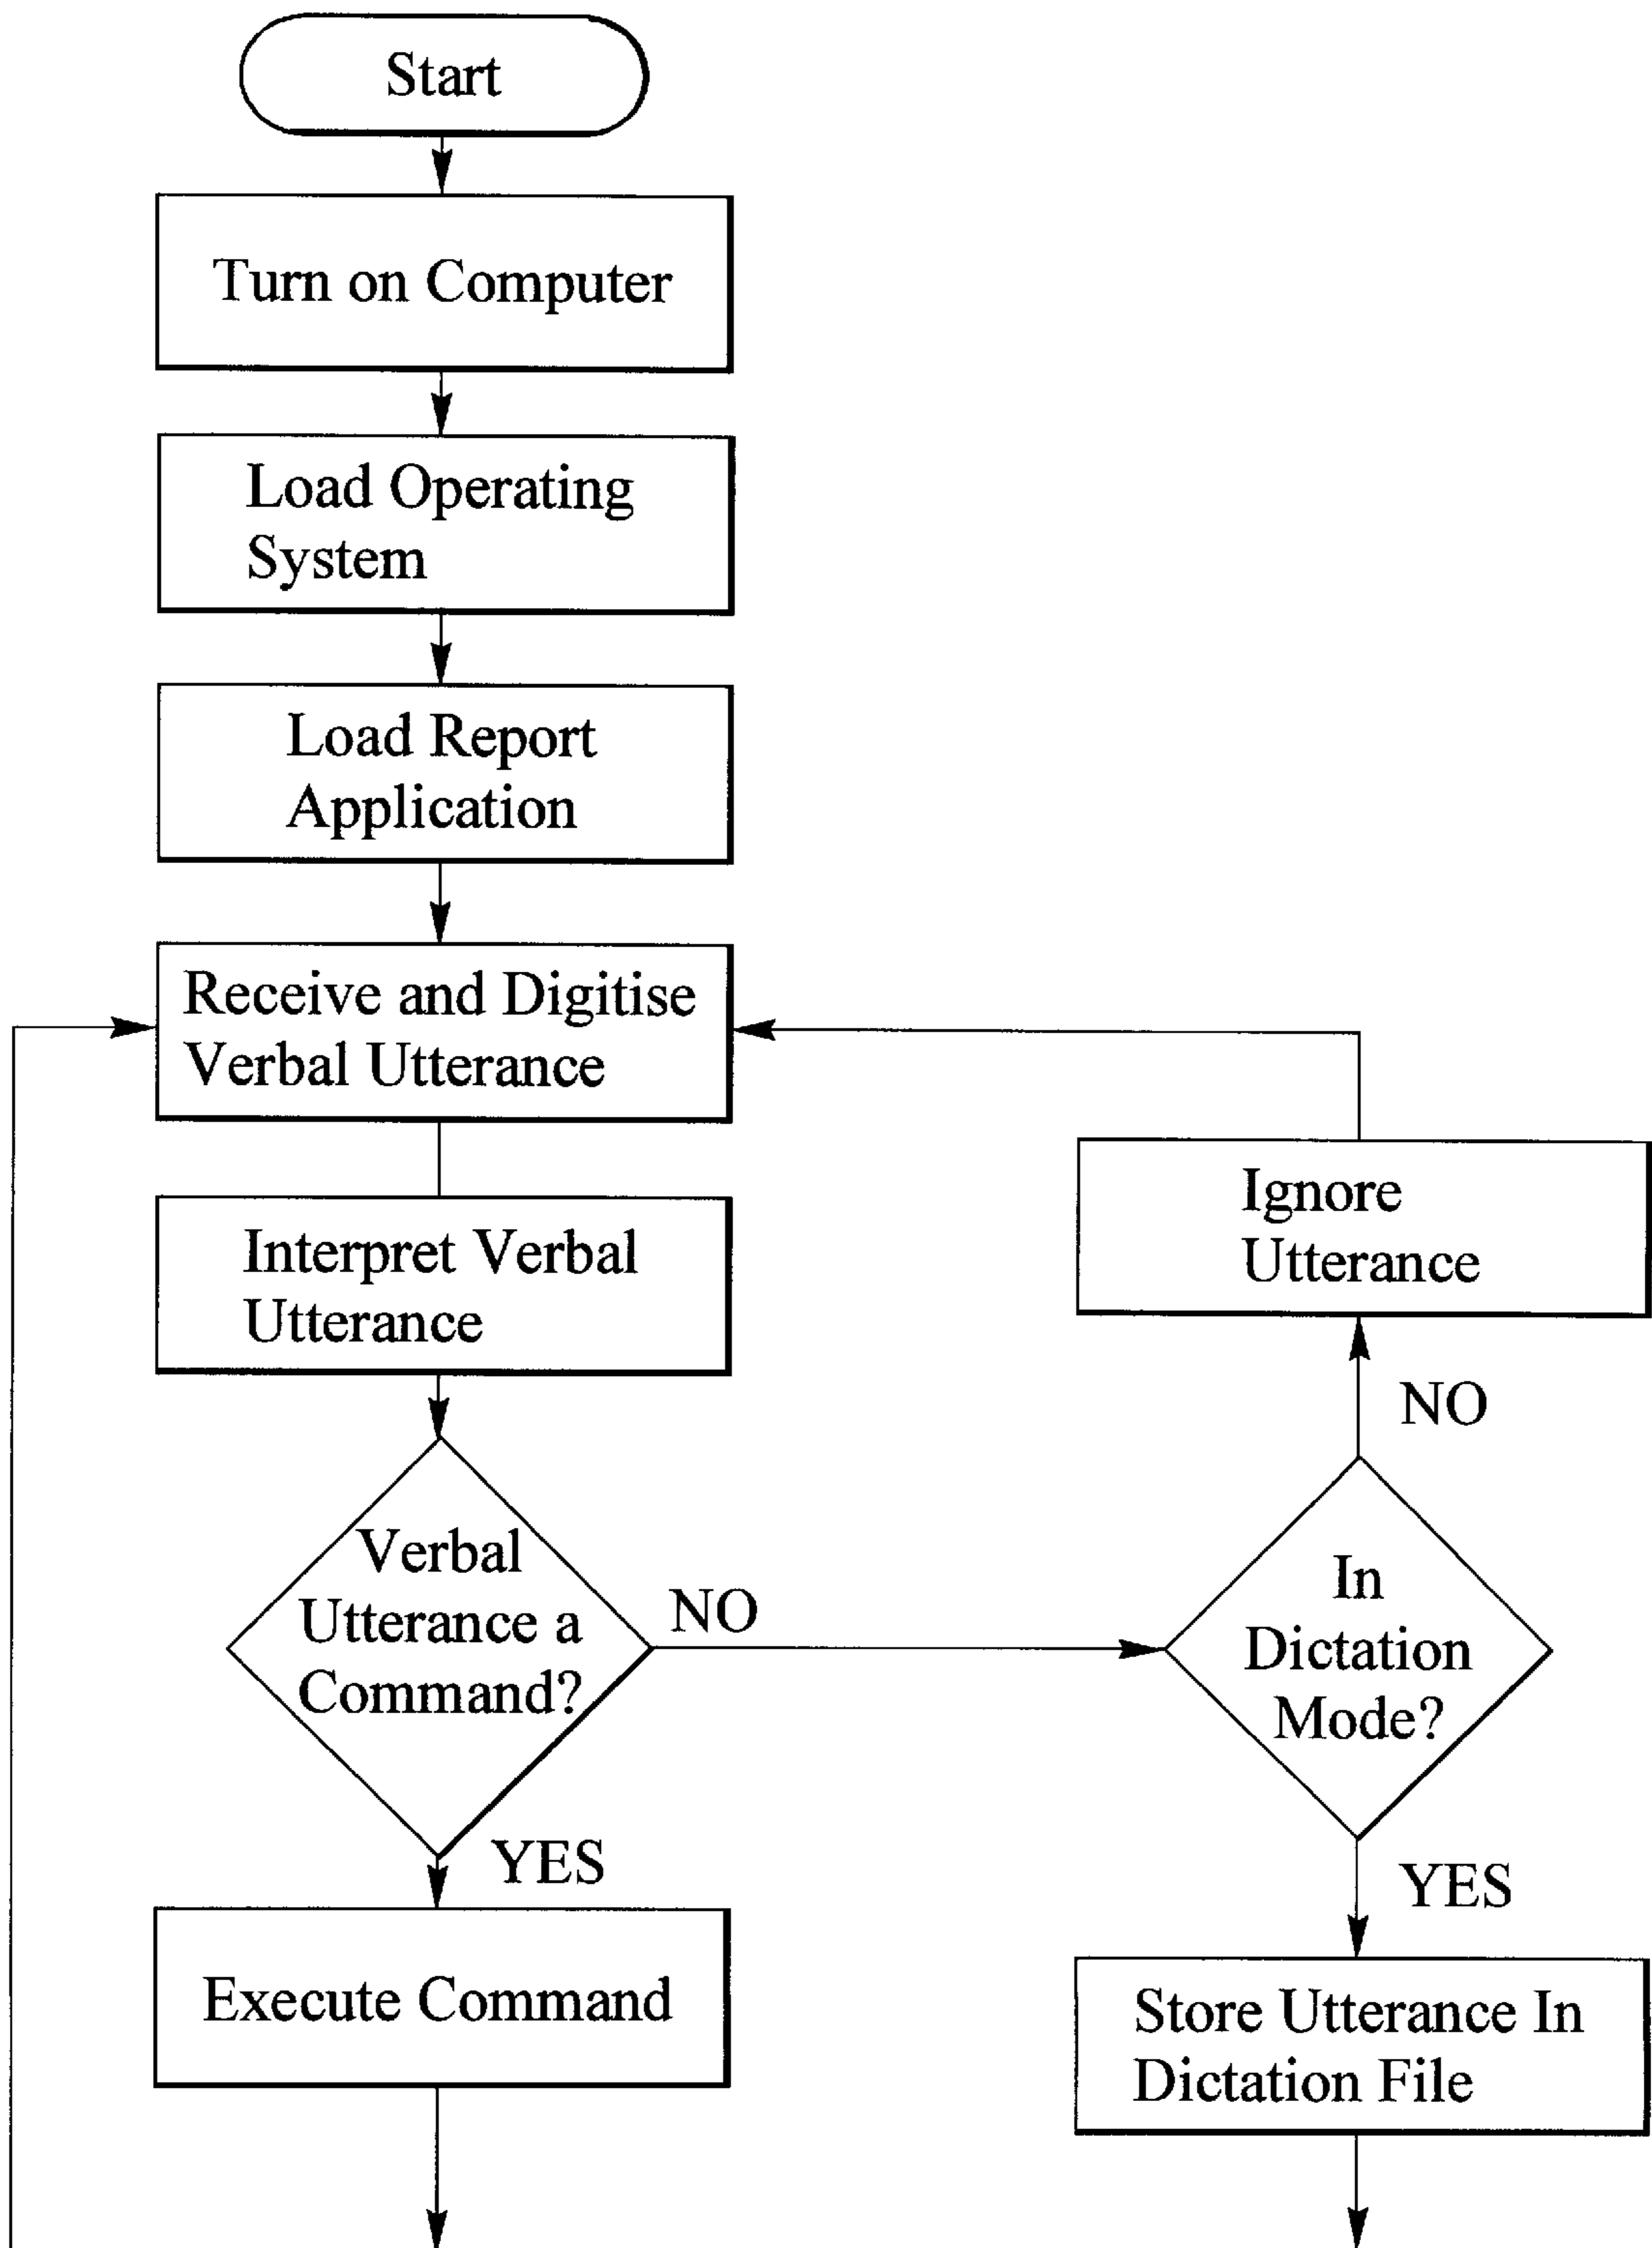 Start
Turn on Computer
Load Operating
System
Load Report
Application
Receive and Digitise
Verbal Utterance
Interpret Verbal
Utterance
Ignore
Utterance
NO
Verbal
Utterance a
Command?
NO
In
Dictation
Mode?
YES
YES
Execute Command
Store Utterance In
Dictation File